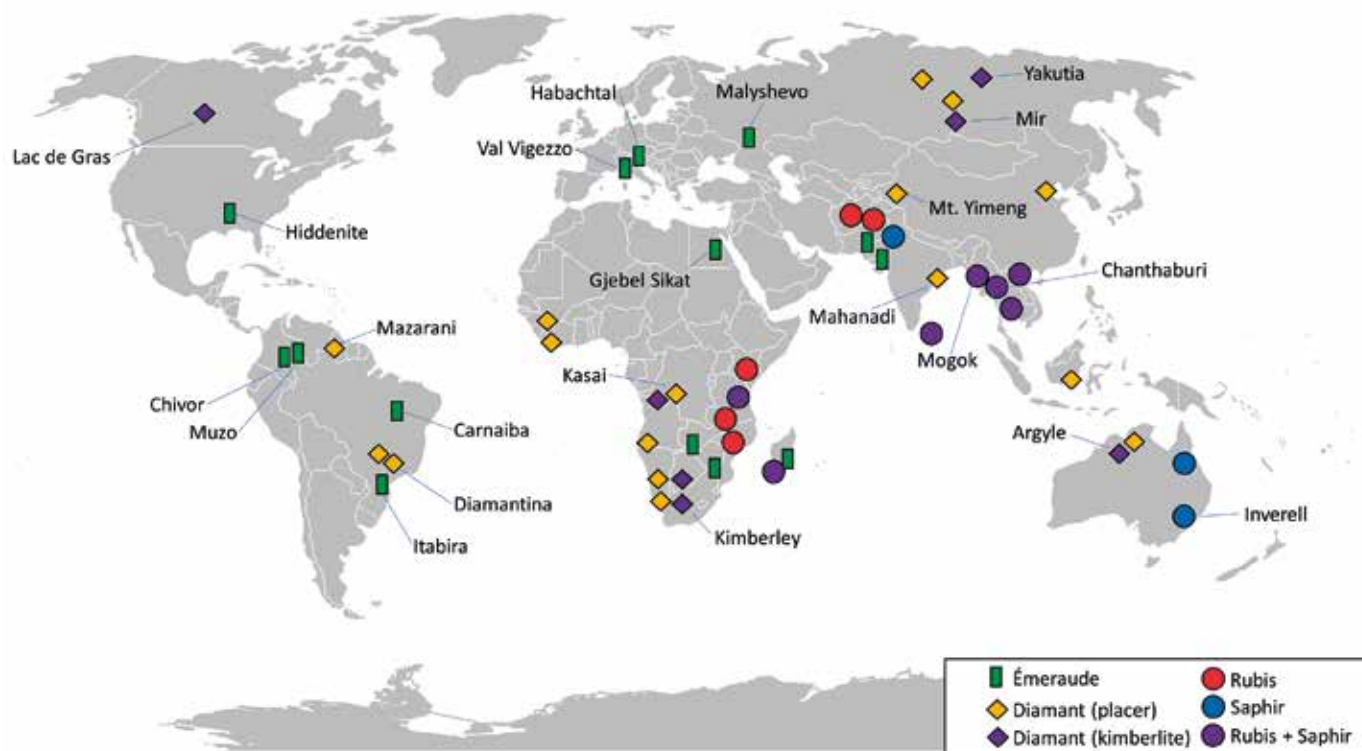 Yakutia
Habachtal
Malyshevo
Mir
Val Vigezzo
Lac de Gras
Mt. Yimeng
Hiddenite
Chanthaburi
Gjebel Sikat
Mahanadi
Mazarani
Mogok
Kasai
Chivor
Muzo
Carnaiba
Argyle
Diamantina
Inverell
Kimberley
Itabira
Émeraude
Rubis
Diamant (placer)
Saphir
Diamant (kimberlite)
Rubis + Saphir